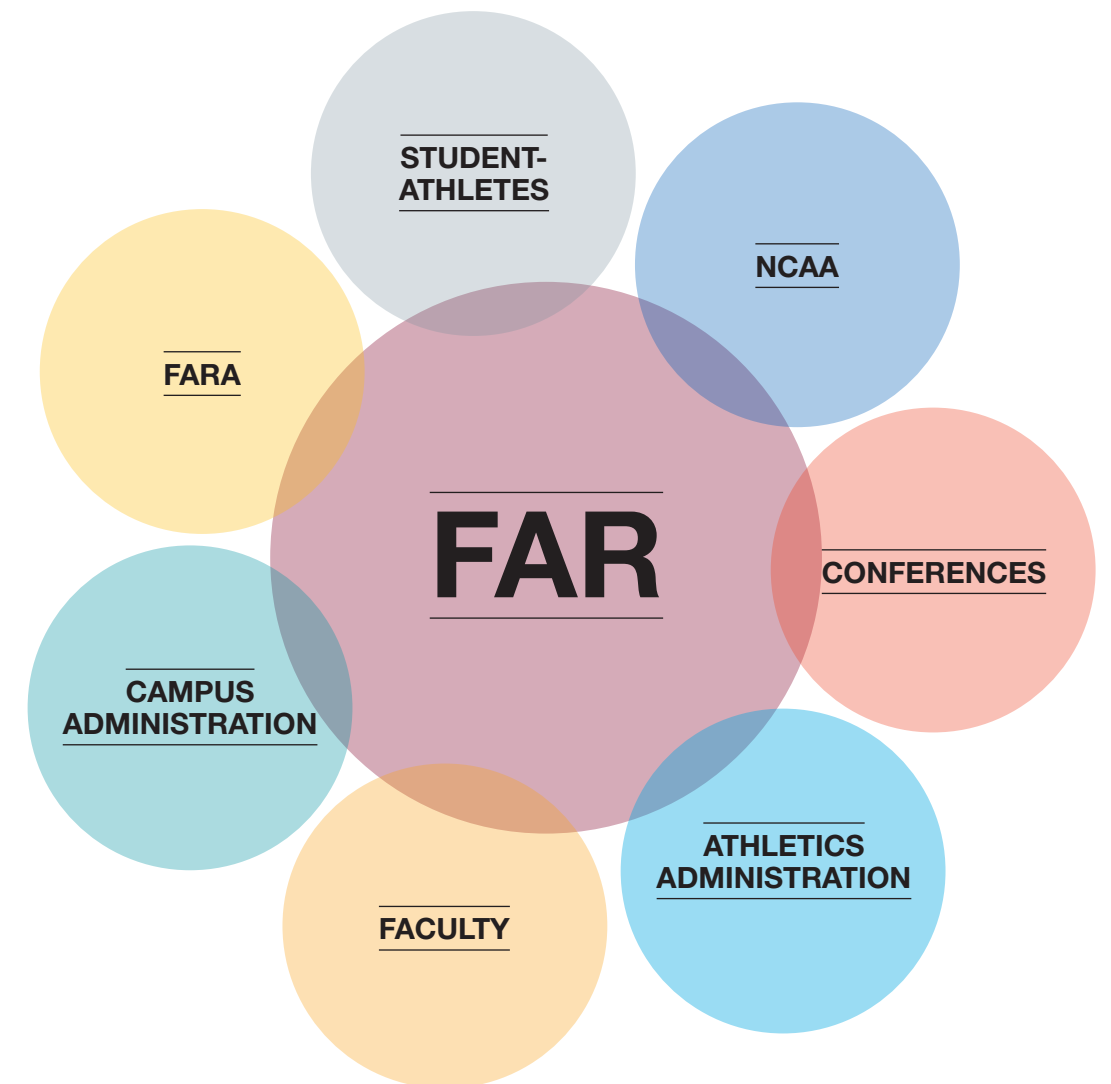 STUDENT-
ATHLETES
NCAA
FARA
FAR
CONFERENCES
CAMPUS
ADMINISTRATION
ATHLETICS
ADMINISTRATION
FACULTY